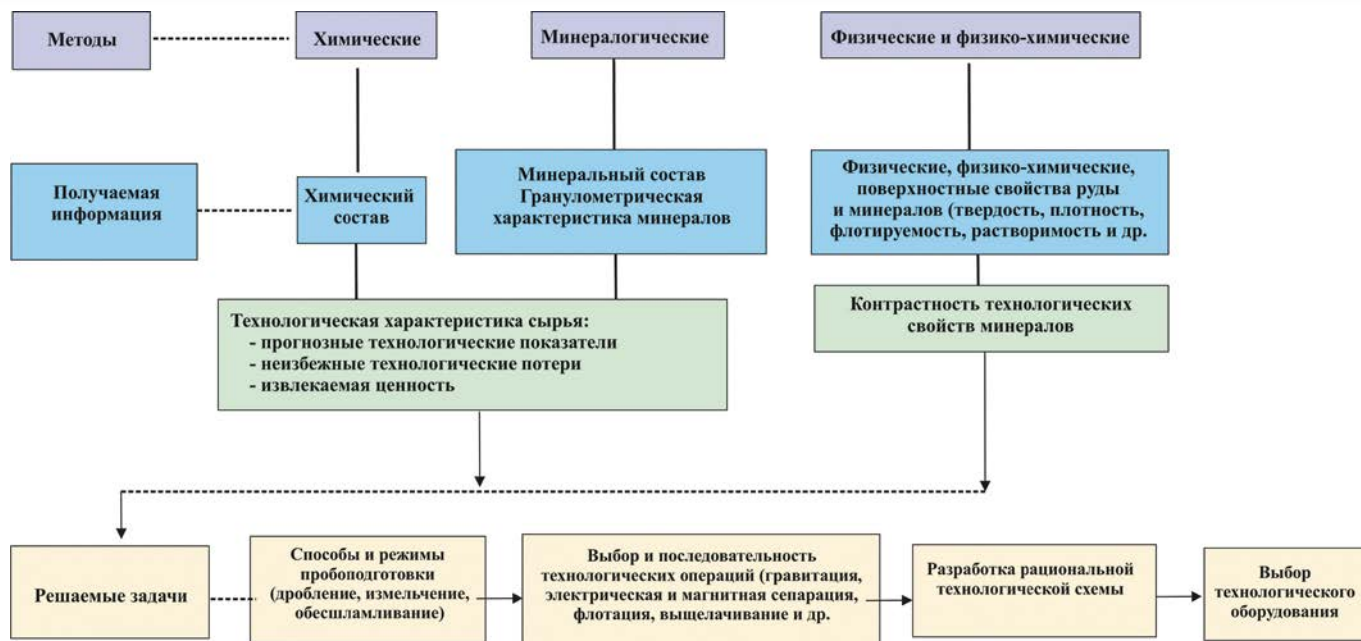 Методы
Химические
Минералогические
Физические и физико-химические
Получаемая
информация
Химический
состав
Минеральный состав
Гранулометрическая
характеристика минералов
Физические, физико-химические,
поверхностные свойства руды
и минералов (твердость, плотность,
флотируемость, растворимость и др.
Технологическая характеристика сырья:
- прогнозные технологические показатели
- неизбежные технологические потери
- извлекаемая ценность
Контрастность технологических
свойств минералов
Решаемые задачи
Способы и режимы
пробоподготовки
(дробление, измельчение,
обесшламливание)
Выбор и последовательность
технологических операций (гравитация,
электрическая и магнитная сепарация,
флотация, выщелачивание и др.
Разработка рациональной
технологической схемы
Выбор
технологического
оборудования